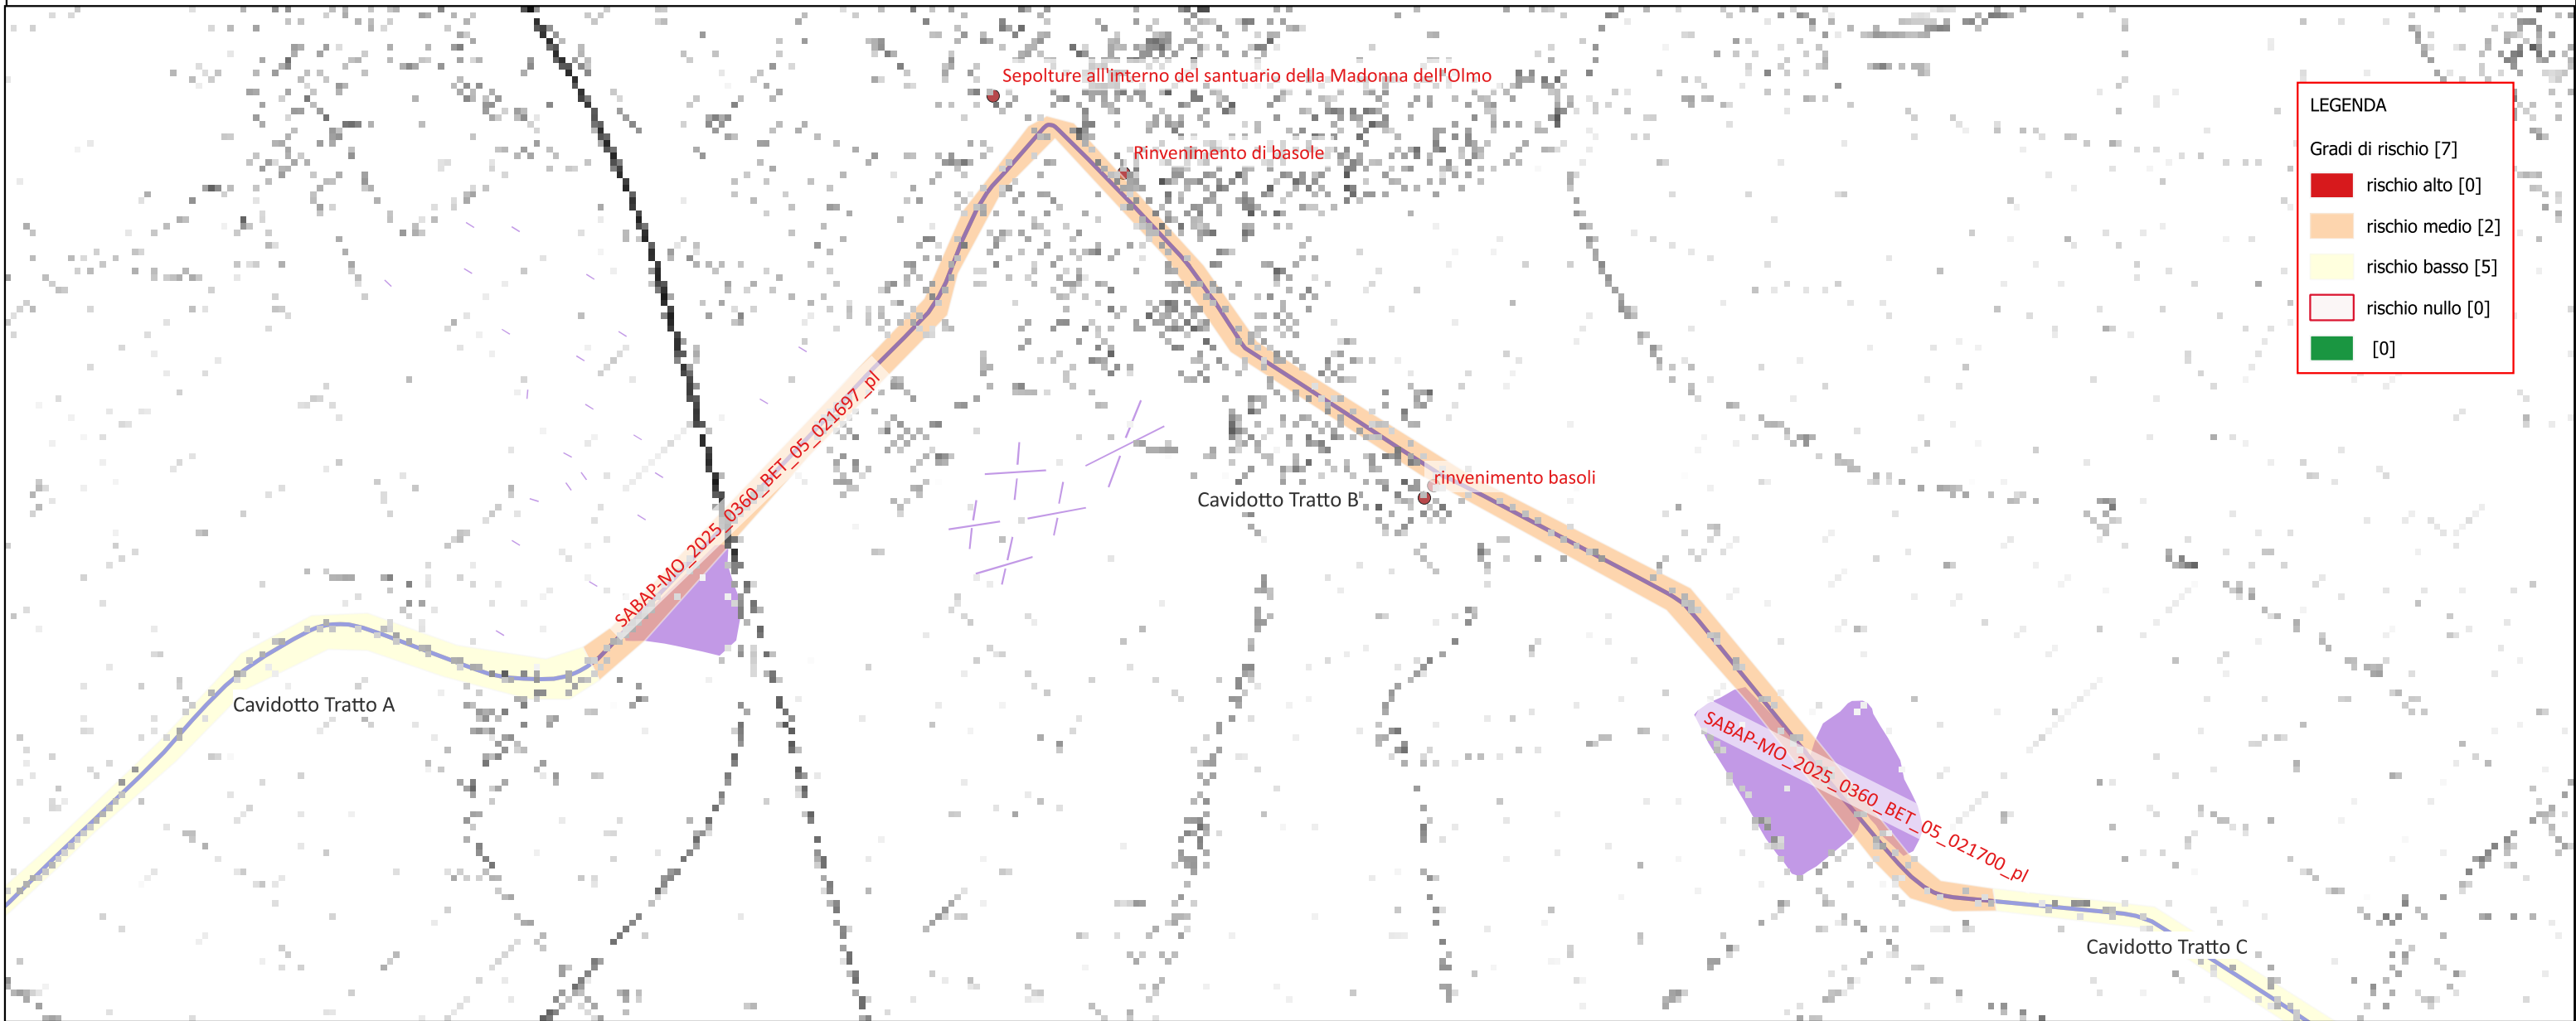 Sepolture all'interno del santuario della Madonna dell'Olmo
Rinvenimento di basole
LEGENDA
Gradi di rischio [7]
rischio alto [0]
rischio medio [2]
rischio basso [5]
rischio nullo [0]
[0]
SABAP-MO_2025_0360_BET_05_021697_pl
rinvenimento basoli
Cavidotto Tratto B
Cavidotto Tratto A
SABAP-MO_2025_0360_BET_05_021700_pl
Cavidotto Tratto C